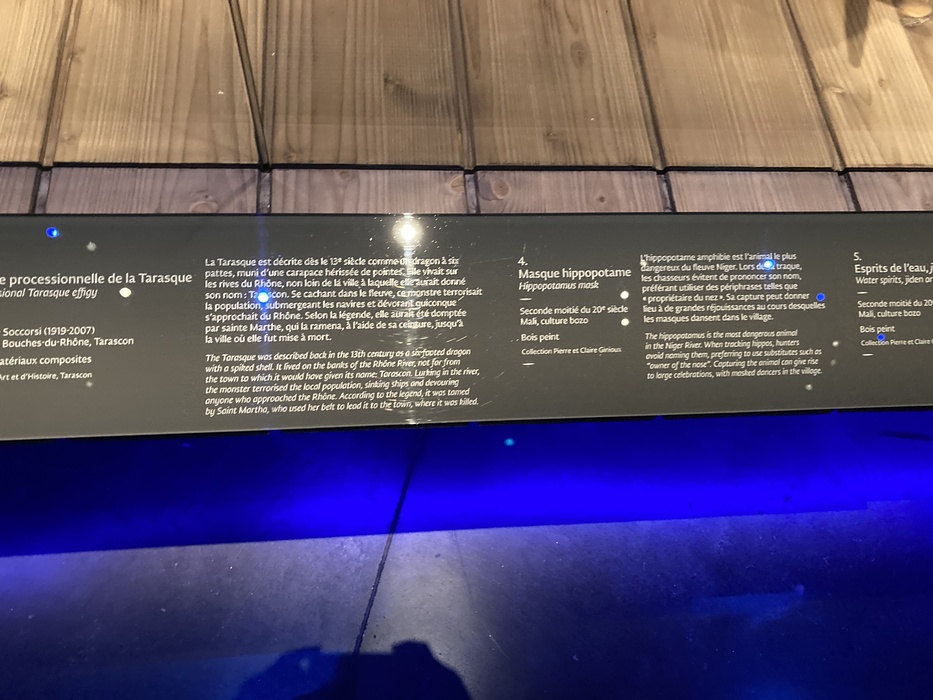 e processionnelle de la Tarasque
sional Tarasque effigy
Soccorsi (1919-2007)
Bouches-du-Rhône, Tarascon
atériaux composites
Art et d'Histoire, Tarascon
La Tarasque est décrite dès le 13e siècle comme un dragon à six
pattes, muni d'une carapace hérissée de pointes. Elle vivait sur
les rives du Rhône, non loin de la ville à laquelle elle aurait donné
son nom : Tarascon. Se cachant dans le fleuve, ce monstre terrorisait
la population, submergeant les navires et dévorant quiconque
s'approchait du Rhône. Selon la légende, elle aurait été domptée
par sainte Marthe, qui la ramena, à l'aide de sa ceinture, jusqu'à
la ville où elle fut mise à mort.
The Tarasque was described back in the 13th century as a six-footed dragon
with a spiked shell. It lived on the banks of the Rhône River, not far from
the town to which it would have given its name: Tarascon. Lurking in the river,
the monster terrorised the local population, sinking ships and devouring
anyone who approached the Rhône. According to the legend, it was tamed
by Saint Martha, who used her belt to lead it to the town, where it was killed.
4.
Masque hippopotame
Hippopotamus mask
Seconde moitié du 20e siècle
Mali, culture bozo
Bois peint
Collection Pierre et Claire Ginioux
L'hippopotame amphibie est l'animal le plus
dangereux du fleuve Niger. Lors de la traque,
les chasseurs évitent de prononcer son nom,
préférant utiliser des périphrases telles que
« propriétaire du nez ». Sa capture peut donner
lieu à de grandes réjouissances au cours desquelles
les masques dansent dans le village.
The hippopotamus is the most dangerous animal
in the Niger River. When tracking hippos, hunters
avoid naming them, preferring to use substitutes such as
"owner of the nose". Capturing the animal can give rise
to large celebrations, with masked dancers in the village.
5.
Esprits de l'eau, j
Water spirits, jiden or
Seconde moitié du 20
Mali, culture bozo
Bois peint
Collection Pierre et Claire G